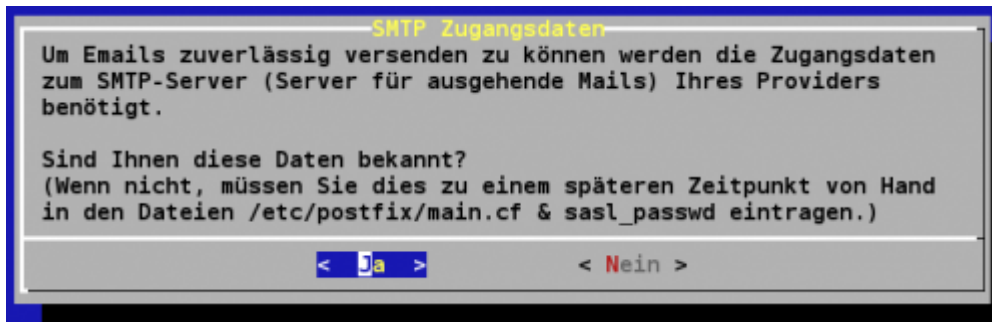 SMTP Zugangsdaten
Um Emails zuverlässig versenden zu können werden die Zugangsdaten
zum SMTP-Server (Server für ausgehende Mails) Ihres Providers
benötigt.
Sind Ihnen diese Daten bekannt?
(Wenn nicht, müssen Sie dies zu einem späteren Zeitpunkt von Hand
in den Dateien /etc/postfix/main.cf & sasl_passwd eintragen.)
< Ja > < Nein >